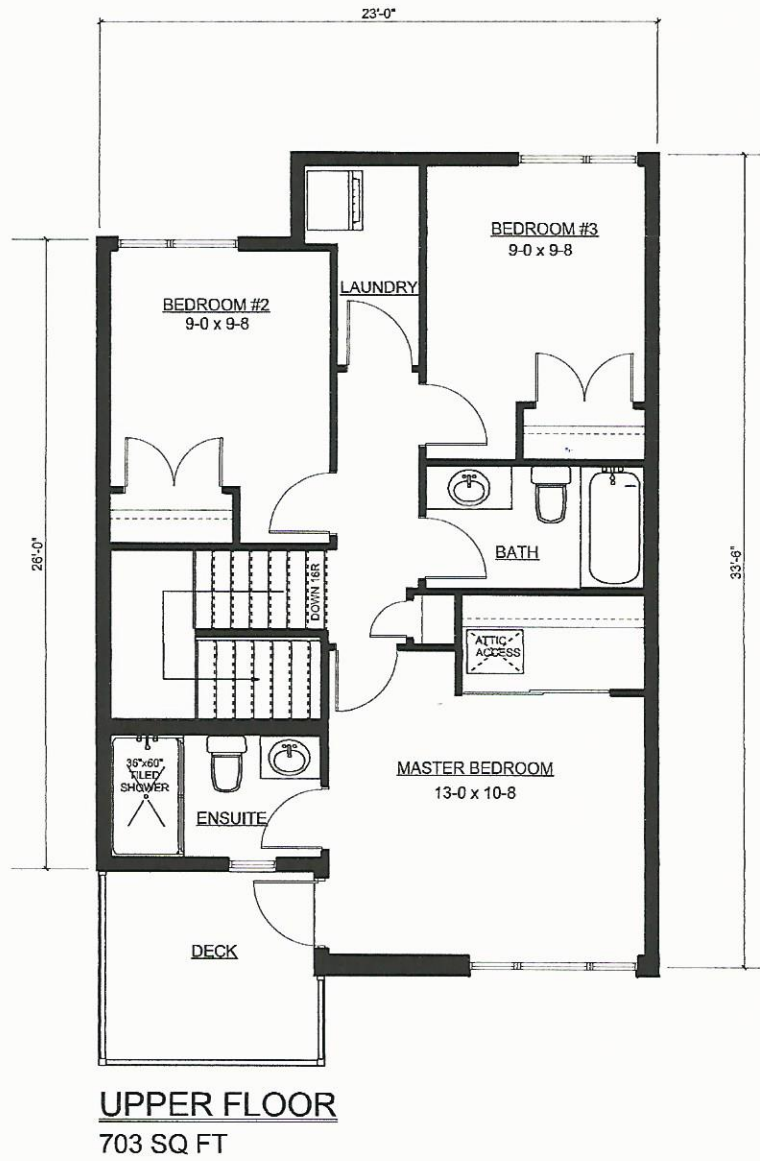 23'-0"
BEDROOM #3
9-0 x 9-8
LAUNDRY
BEDROOM #2
9-0 x 9-8
26'-0"
33'-6"
BATH
DOWN 16R
ATTIC
ACCESS
36"x60"
TILED
SHOWER
ENSUITE
MASTER BEDROOM
13-0 x 10-8
DECK
UPPER FLOOR
703 SQ FT